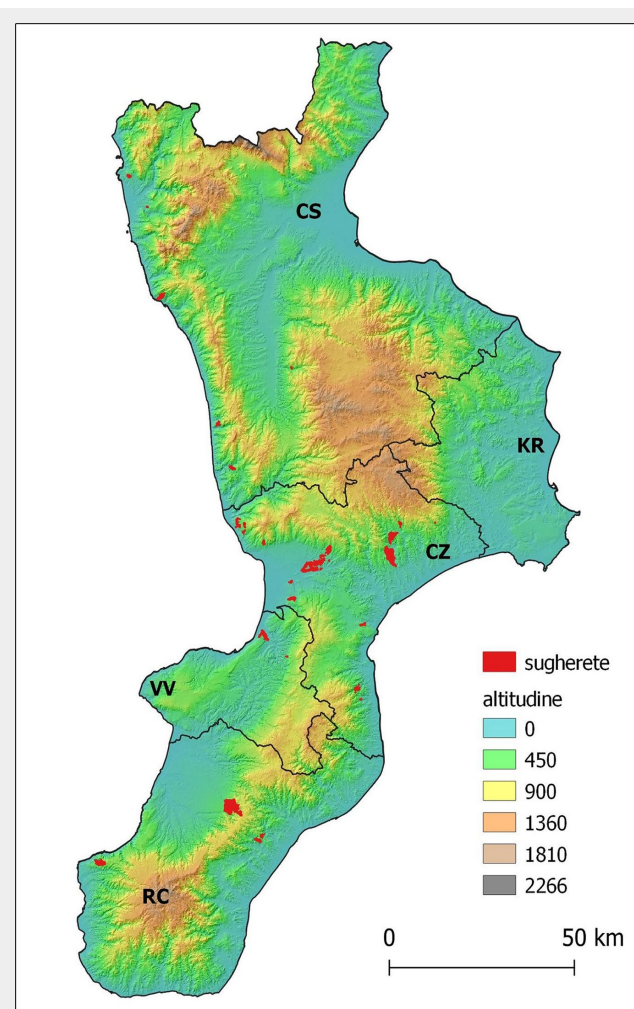 CS
KR
CZ
VV
RC
sugherete
altitudine
0
450
900
1360
1810
2266
0 50 km